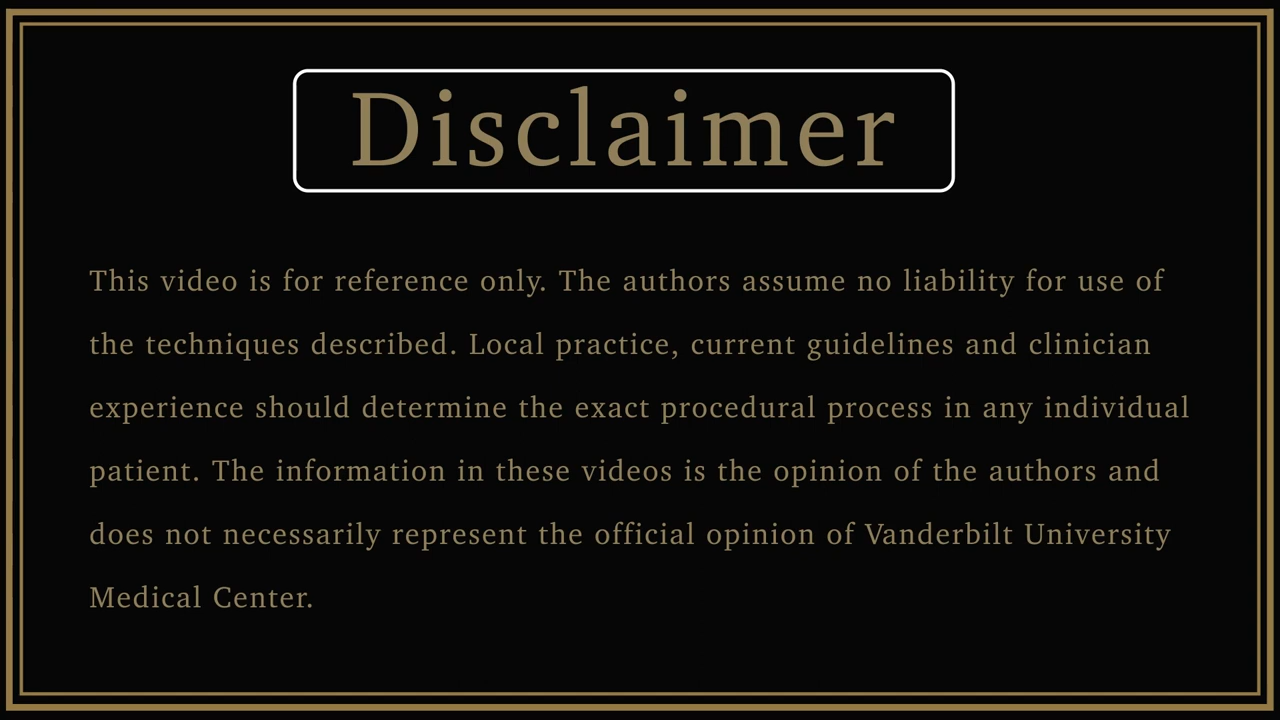 Disclaimer
This video is for reference only. The authors assume no liability for use of
the techniques described. Local practice, current guidelines and clinician
experience should determine the exact procedural process in any individual
patient. The information in these videos is the opinion of the authors and
does not necessarily represent the official opinion of Vanderbilt University
Medical Center.